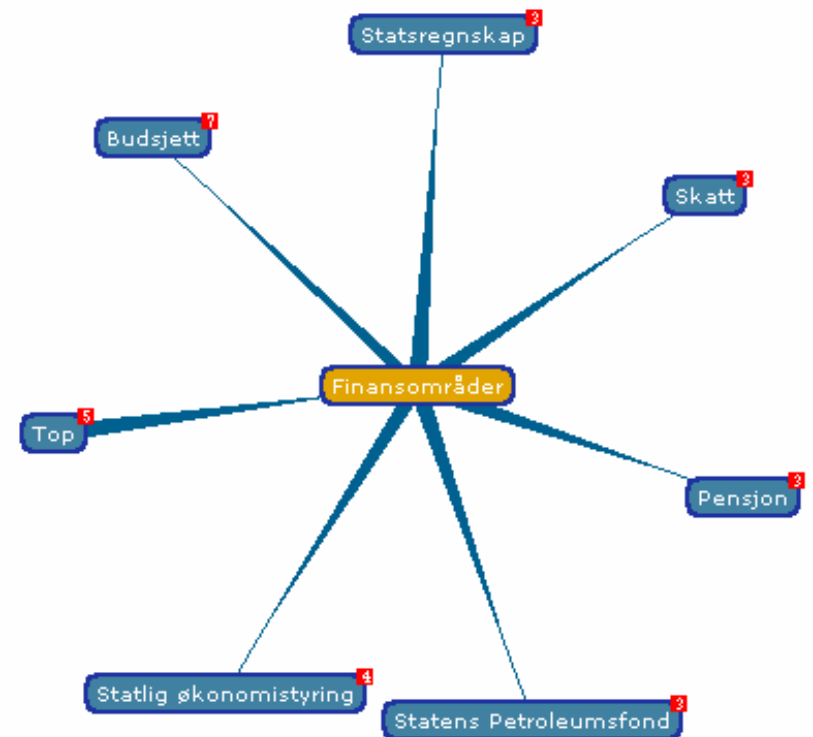 3
Statsregnskap
7
Budsjett
3
Skatt
Finansområder
5
Top
3
Pensjon
4
Statlig økonomistyring
3
Statens Petroleumsfond